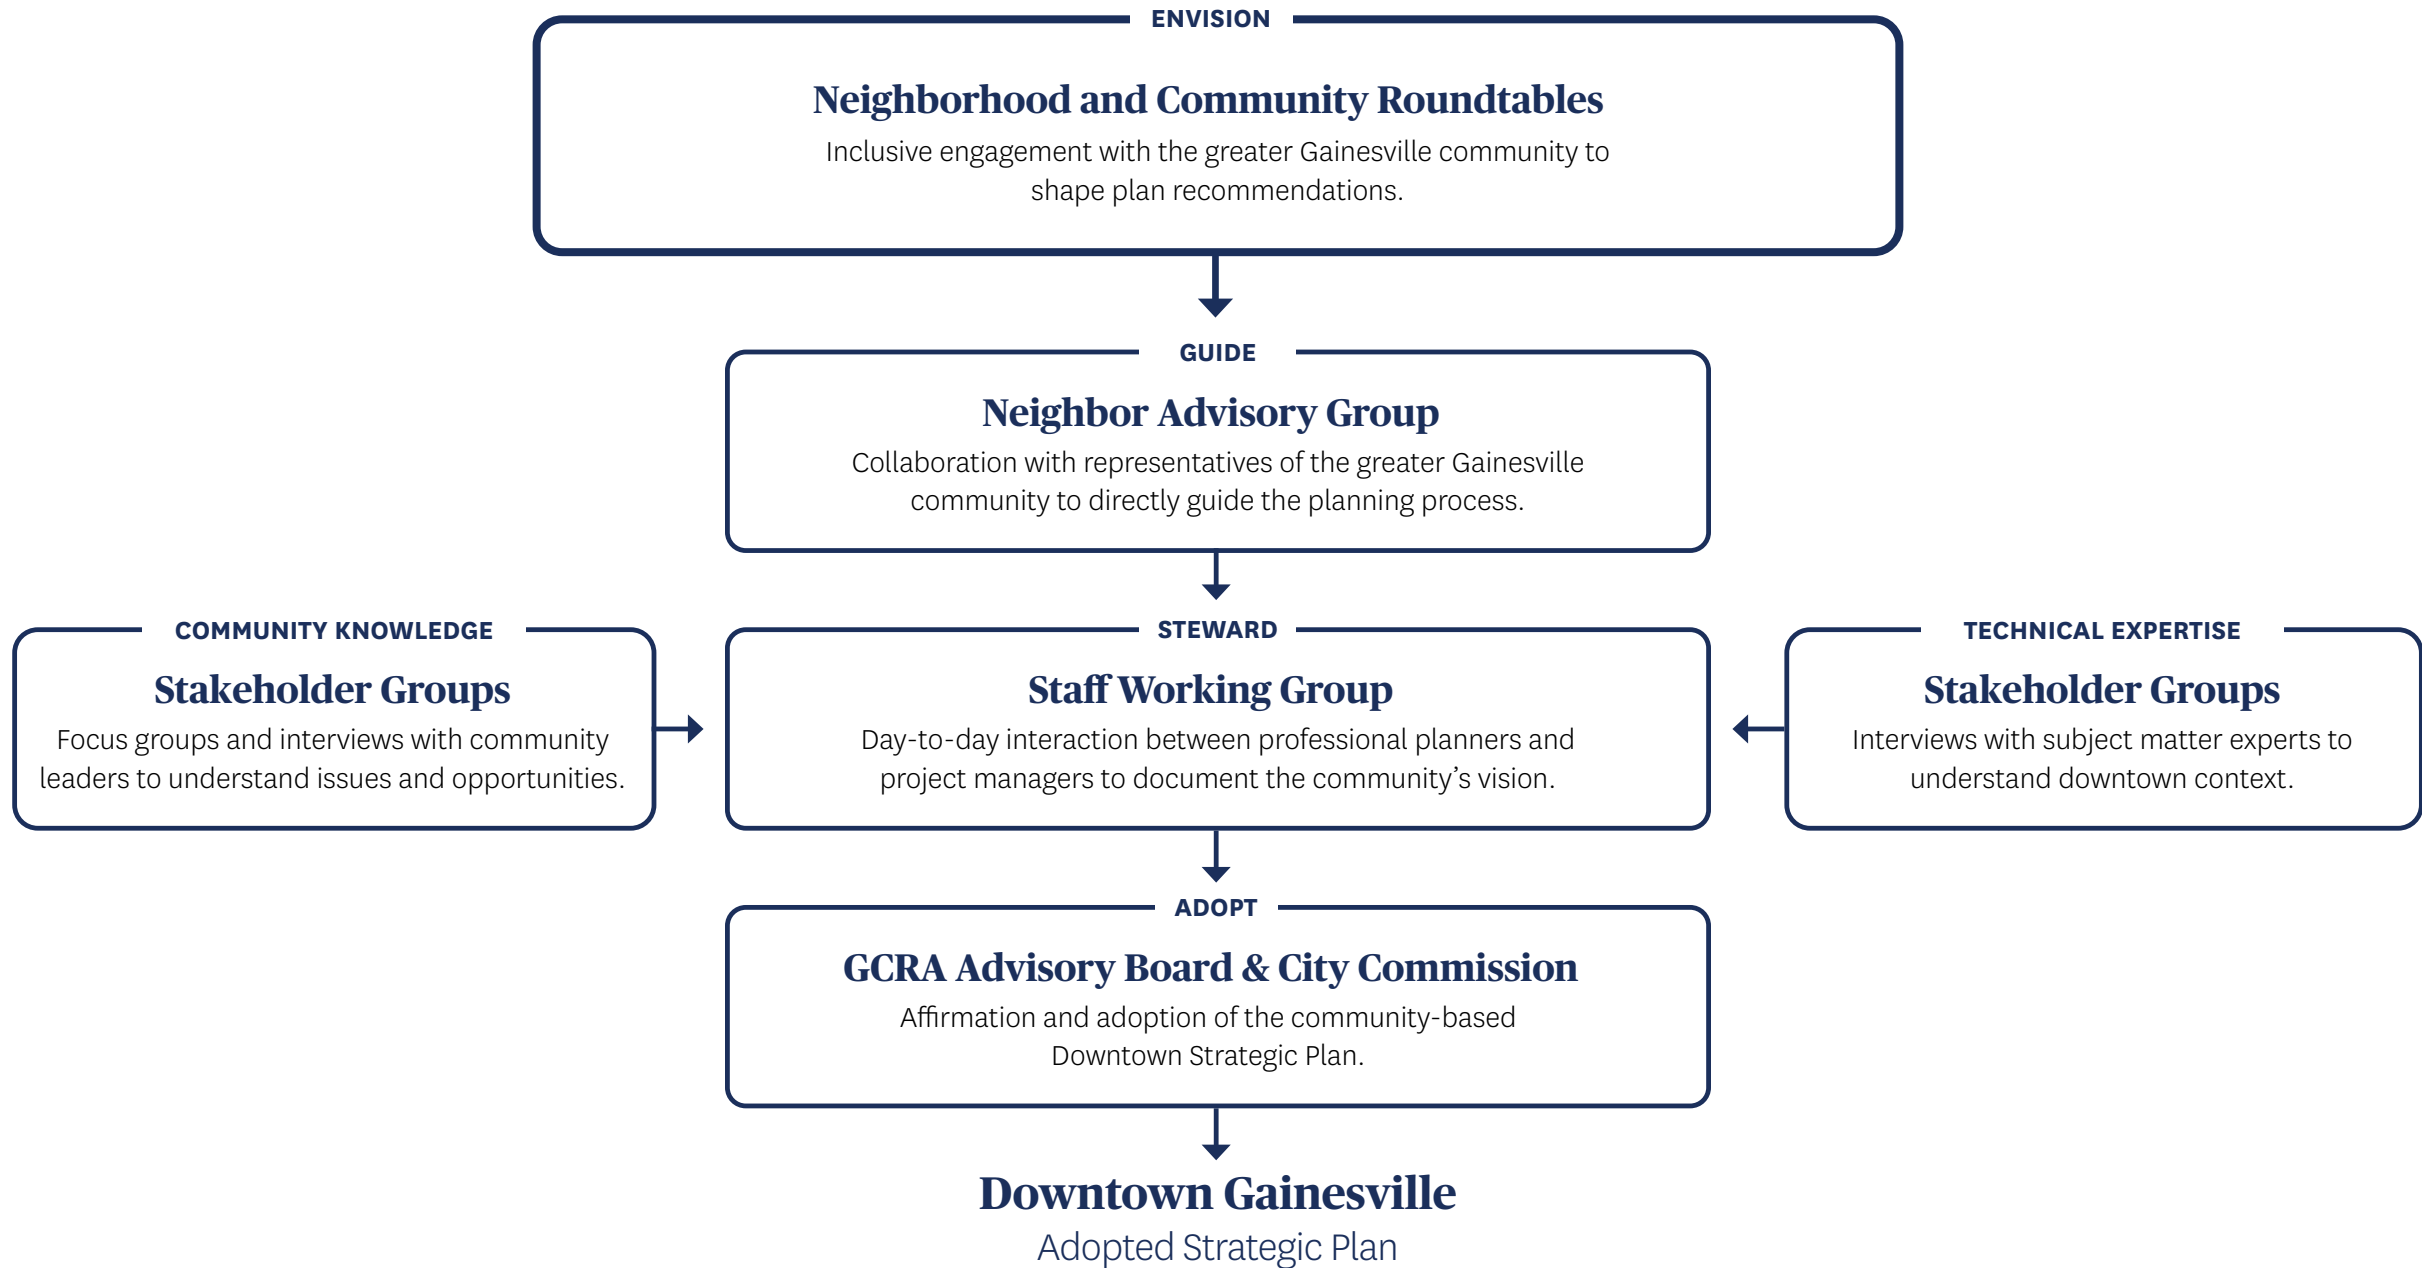 ENVISION
Neighborhood and Community Roundtables
Inclusive engagement with the greater Gainesville community to
shape plan recommendations.
GUIDE
Neighbor Advisory Group
Collaboration with representatives of the greater Gainesville
community to directly guide the planning process.
COMMUNITY KNOWLEDGE
Stakeholder Groups
Focus groups and interviews with community
leaders to understand issues and opportunities.
STEWARD
Staff Working Group
Day-to-day interaction between professional planners and
project managers to document the community’s vision.
TECHNICAL EXPERTISE
Stakeholder Groups
Interviews with subject matter experts to
understand downtown context.
ADOPT
GCRA Advisory Board & City Commission
Affirmation and adoption of the community-based
Downtown Strategic Plan.
Downtown Gainesville
Adopted Strategic Plan